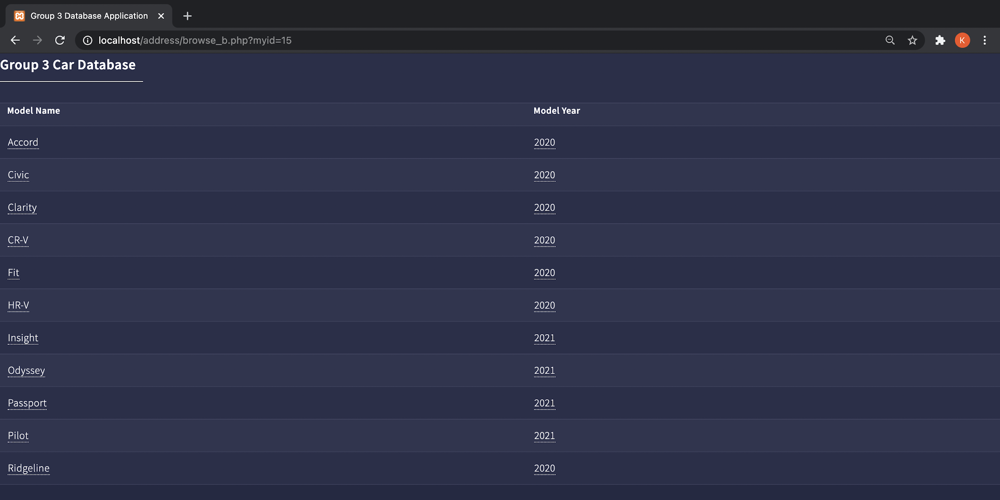 Group 3 Database Application
localhost/address/browse_b.php?myid=15
K
Group 3 Car Database
Model Name Model Year
Accord 2020
Civic 2020
Clarity 2020
CR-V 2020
Fit 2020
HR-V 2020
Insight 2021
Odyssey 2021
Passport 2021
Pilot 2021
Ridgeline 2020